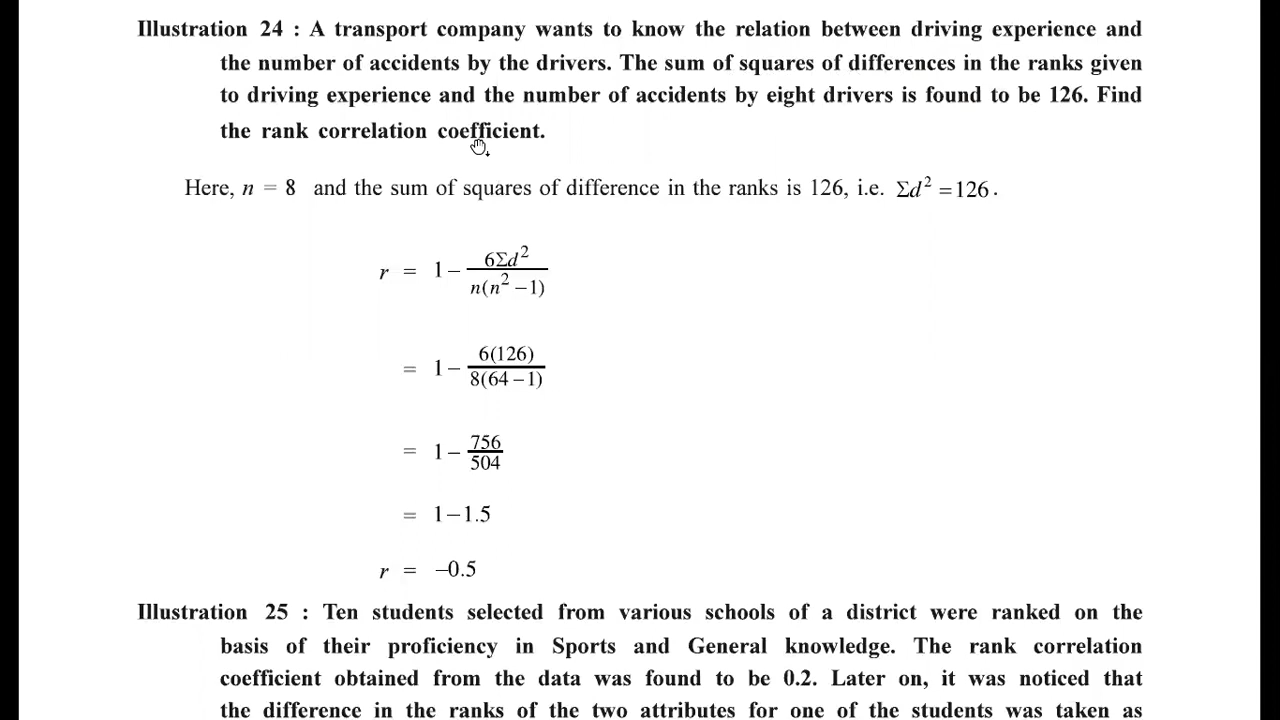 Illustration 24 : A transport company wants to know the relation between driving experience and
the number of accidents by the drivers. The sum of squares of differences in the ranks given
to driving experience and the number of accidents by eight drivers is found to be 126. Find
the rank correlation coefficient.
Here, n = 8 and the sum of squares of difference in the ranks is 126, i.e. Σd² = 126.
r = 1 − 6Σd² / n(n² − 1)
= 1 − 6(126) / 8(64 − 1)
= 1 − 756 / 504
= 1 − 1.5
r = −0.5
Illustration 25 : Ten students selected from various schools of a district were ranked on the
basis of their proficiency in Sports and General knowledge. The rank correlation
coefficient obtained from the data was found to be 0.2. Later on, it was noticed that
the difference in the ranks of the two attributes for one of the students was taken as